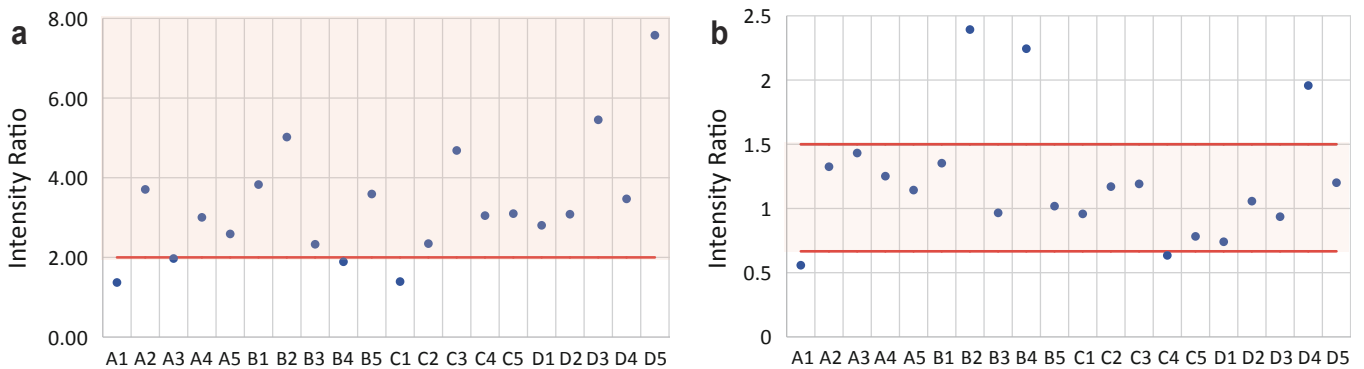 a
Intensity Ratio
8.00
6.00
4.00
2.00
0.00
A1 A2 A3 A4 A5 B1 B2 B3 B4 B5 C1 C2 C3 C4 C5 D1 D2 D3 D4 D5
b
Intensity Ratio
2.5
2
1.5
1
0.5
0
A1 A2 A3 A4 A5 B1 B2 B3 B4 B5 C1 C2 C3 C4 C5 D1 D2 D3 D4 D5